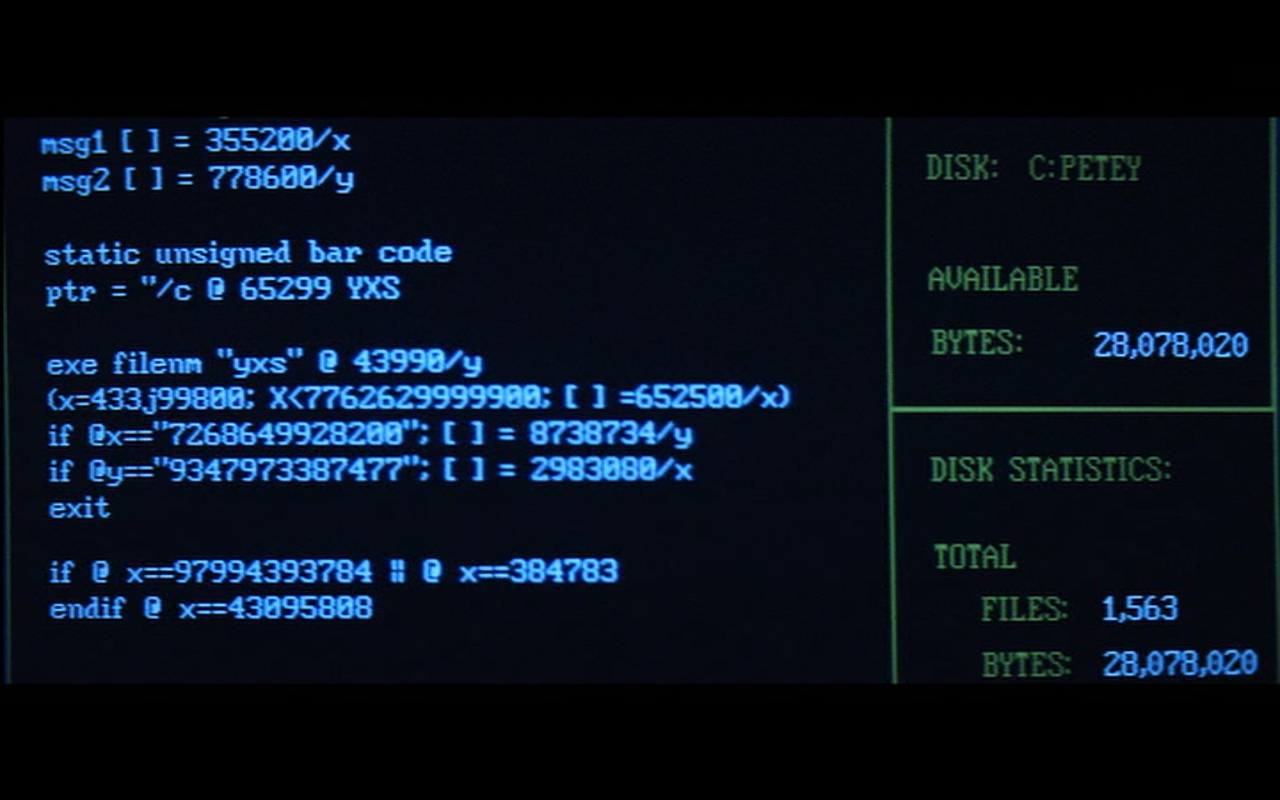 msg1 [ ] = 355200/x
msg2 [ ] = 778600/y
static unsigned bar code
ptr = "/c @ 65299 YXS
exe filenm "yxs" @ 43990/y
(x=433j99800; X<7762629999900; [ ] =652500/x)
if @x=="7268649928200"; [ ] = 8738734/y
if @y=="9347973387477"; [ ] = 2983080/x
exit
if @ x==97994393784 || @ x==384783
endif @ x==43095808
DISK: C:PETEY
AVAILABLE
BYTES: 28,078,020
DISK STATISTICS:
TOTAL
FILES: 1,563
BYTES: 28,078,020